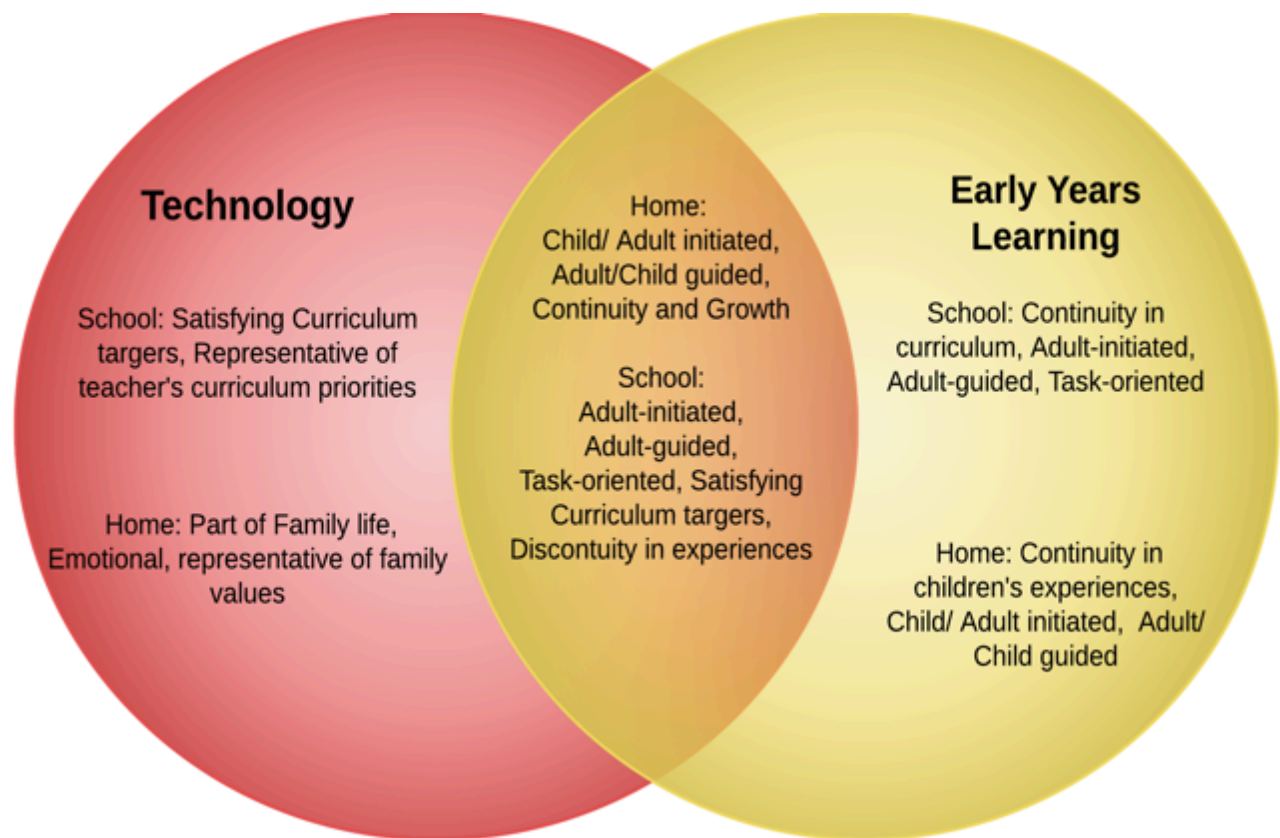 Technology
School: Satisfying Curriculum
targers, Representative of
teacher's curriculum priorities
Home: Part of Family life,
Emotional, representative of family
values
Home:
Child/ Adult initiated,
Adult/Child guided,
Continuity and Growth
School:
Adult-initiated,
Adult-guided,
Task-oriented, Satisfying
Curriculum targers,
Discontuity in experiences
Early Years
Learning
School: Continuity in
curriculum, Adult-initiated,
Adult-guided, Task-oriented
Home: Continuity in
children's experiences,
Child/ Adult initiated,  Adult/
Child guided